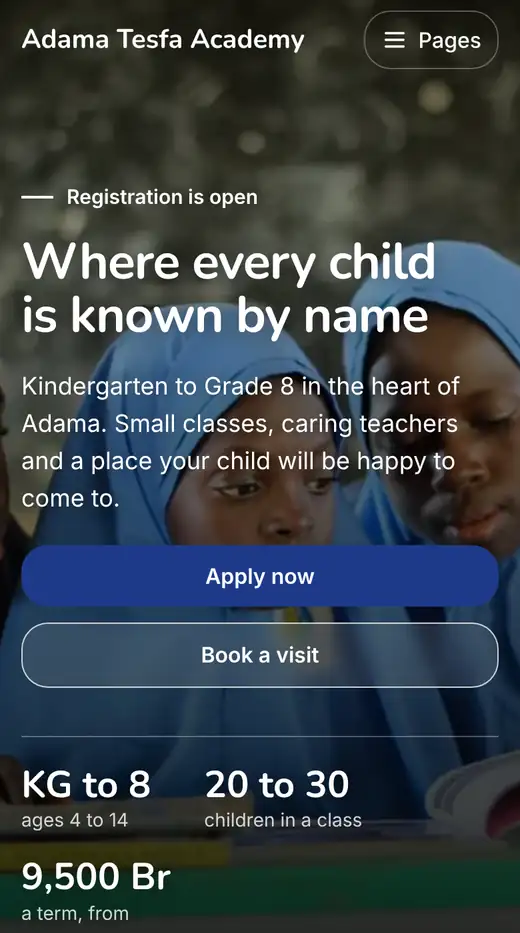 Adama Tesfa Academy
Pages
Registration is open
Where every child
is known by name
Kindergarten to Grade 8 in the heart of
Adama. Small classes, caring teachers
and a place your child will be happy to
come to.
Apply now
Book a visit
KG to 8
ages 4 to 14
20 to 30
children in a class
9,500 Br
a term, from